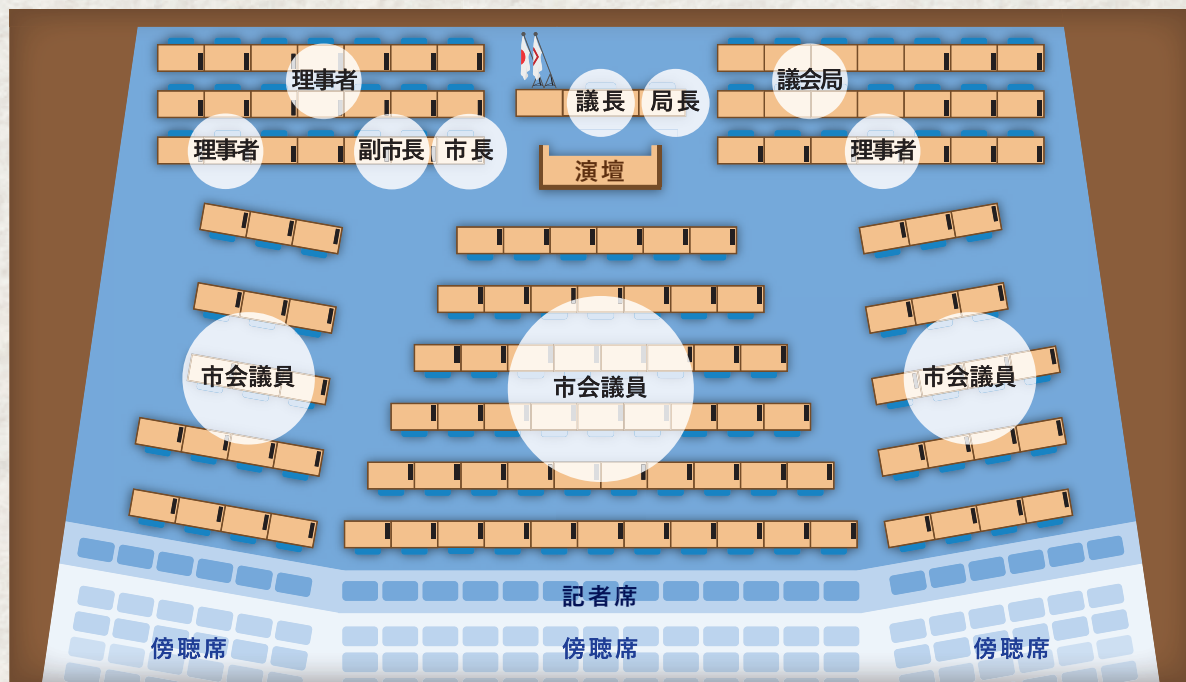 理事者
議長
局長
議会局
理事者
副市長
市長
理事者
演壇
市会議員
市会議員
市会議員
記者席
傍聴席
傍聴席
傍聴席